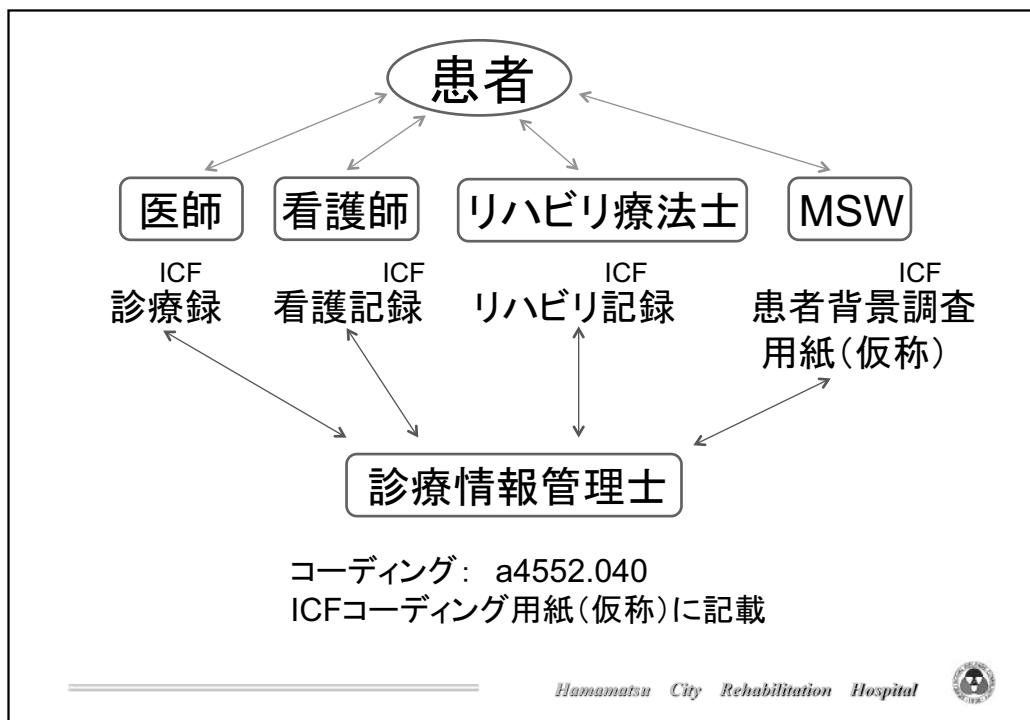 患者
医師
看護師
リハビリ療法士
MSW
ICF
診療録
ICF
看護記録
ICF
リハビリ記録
ICF
患者背景調査
用紙(仮称)
診療情報管理士
コーディング: a4552.040
ICFコーディング用紙(仮称)に記載
Hamamatsu City Rehabilitation Hospital